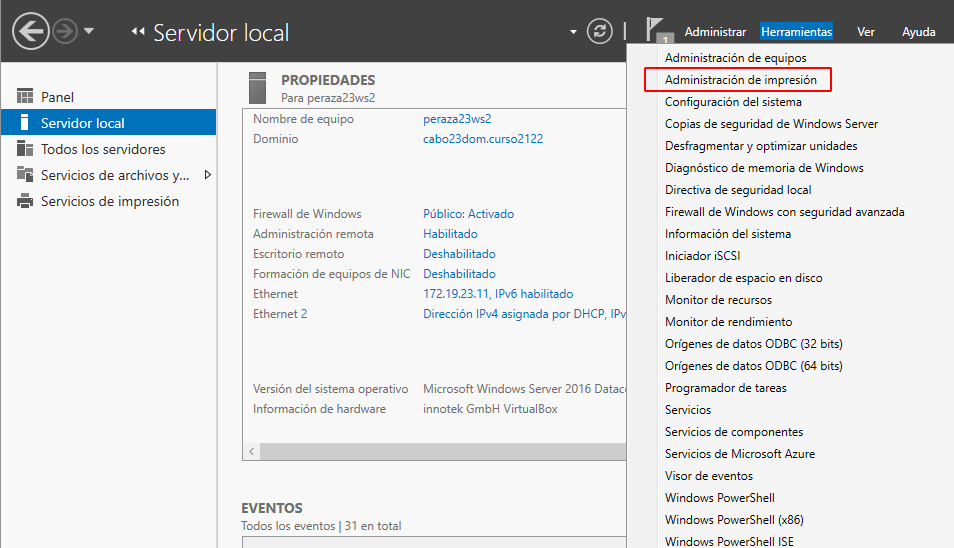 Servidor local
1
Administrar
Herramientas
Ver
Ayuda
Panel
Servidor local
Todos los servidores
Servicios de archivos y...
Servicios de impresión
PROPIEDADES
Para peraza23ws2
Nombre de equipo peraza23ws2
Dominio cabo23dom.curso2122
Firewall de Windows Público: Activado
Administración remota Habilitado
Escritorio remoto Deshabilitado
Formación de equipos de NIC Deshabilitado
Ethernet 172.19.23.11, IPv6 habilitado
Ethernet 2 Dirección IPv4 asignada por DHCP, IPv
Versión del sistema operativo Microsoft Windows Server 2016 Datace
Información de hardware innotek GmbH VirtualBox
EVENTOS
Todos los eventos | 31 en total
Administración de equipos
Administración de impresión
Configuración del sistema
Copias de seguridad de Windows Server
Desfragmentar y optimizar unidades
Diagnóstico de memoria de Windows
Directiva de seguridad local
Firewall de Windows con seguridad avanzada
Información del sistema
Iniciador iSCSI
Liberador de espacio en disco
Monitor de recursos
Monitor de rendimiento
Orígenes de datos ODBC (32 bits)
Orígenes de datos ODBC (64 bits)
Programador de tareas
Servicios
Servicios de componentes
Servicios de Microsoft Azure
Visor de eventos
Windows PowerShell
Windows PowerShell (x86)
Windows PowerShell ISE